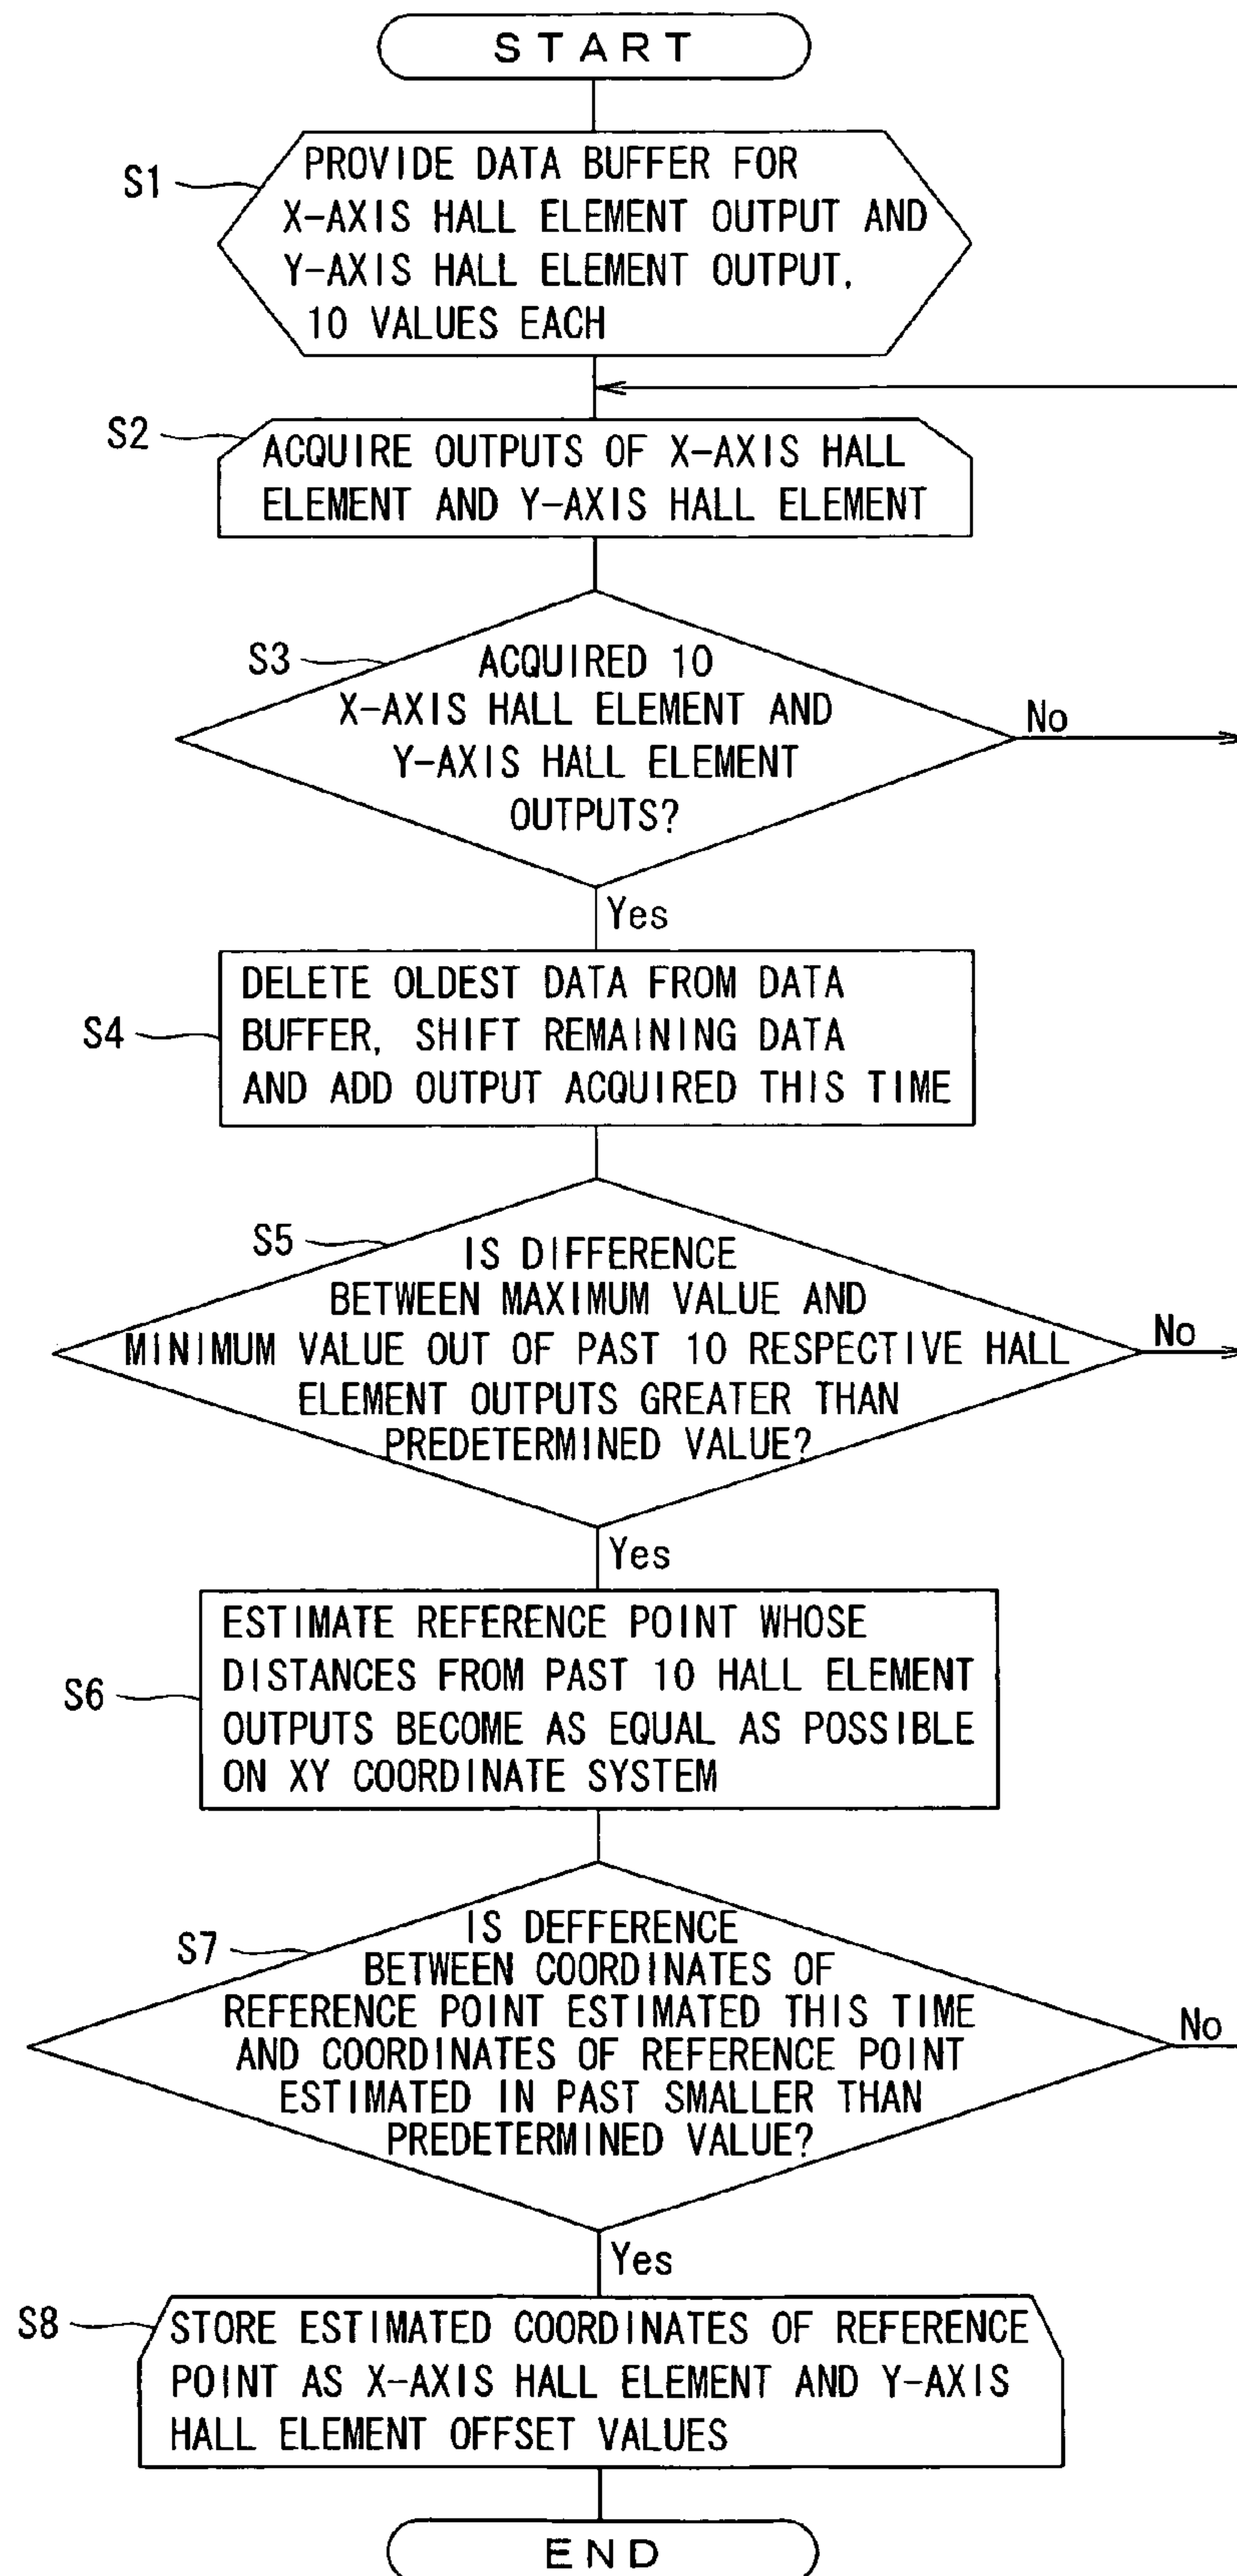 START
S1
PROVIDE DATA BUFFER FOR
X-AXIS HALL ELEMENT OUTPUT AND
Y-AXIS HALL ELEMENT OUTPUT,
10 VALUES EACH
S2
ACQUIRE OUTPUTS OF X-AXIS HALL
ELEMENT AND Y-AXIS HALL ELEMENT
S3
ACQUIRED 10
X-AXIS HALL ELEMENT AND
Y-AXIS HALL ELEMENT
OUTPUTS?
No
Yes
S4
DELETE OLDEST DATA FROM DATA
BUFFER, SHIFT REMAINING DATA
AND ADD OUTPUT ACQUIRED THIS TIME
S5
IS DIFFERENCE
BETWEEN MAXIMUM VALUE AND
MINIMUM VALUE OUT OF PAST 10 RESPECTIVE HALL
ELEMENT OUTPUTS GREATER THAN
PREDETERMINED VALUE?
No
Yes
S6
ESTIMATE REFERENCE POINT WHOSE
DISTANCES FROM PAST 10 HALL ELEMENT
OUTPUTS BECOME AS EQUAL AS POSSIBLE
ON XY COORDINATE SYSTEM
S7
IS DEFFERENCE
BETWEEN COORDINATES OF
REFERENCE POINT ESTIMATED THIS TIME
AND COORDINATES OF REFERENCE POINT
ESTIMATED IN PAST SMALLER THAN
PREDETERMINED VALUE?
No
Yes
S8
STORE ESTIMATED COORDINATES OF REFERENCE
POINT AS X-AXIS HALL ELEMENT AND Y-AXIS
HALL ELEMENT OFFSET VALUES
END